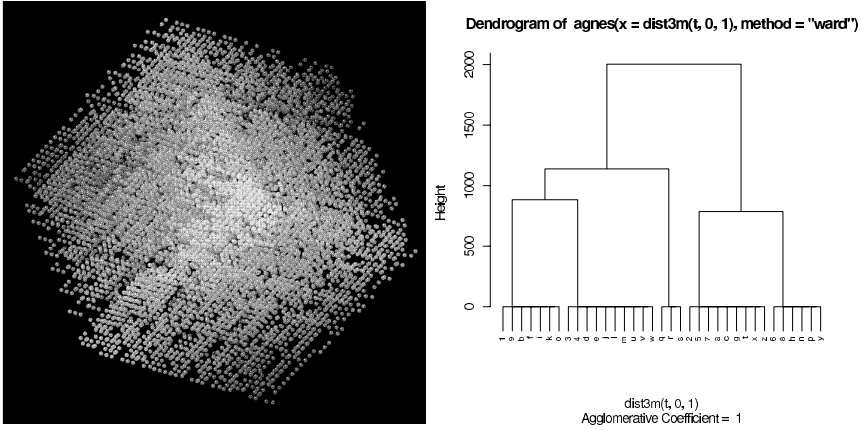 Dendrogram of agnes(x = dist3m(t, 0, 1), method = "ward")
Height
2000
1500
1000
500
0
1 9 b f i k o 3 4 d e j l m u v w q r s 2 5 7 a c g t x z 6 8 h n p y
dist3m(t, 0, 1)
Agglomerative Coefficient = 1